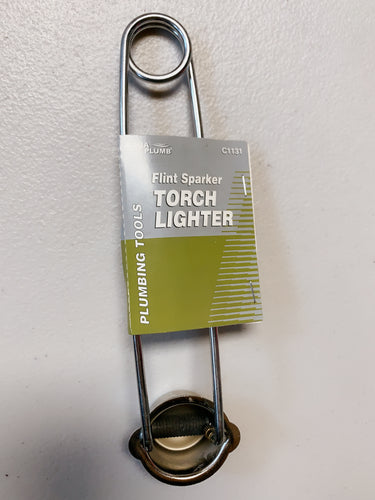 PLUMB
C1131
Flint Sparker
TORCH
LIGHTER
PLUMBING TOOLS